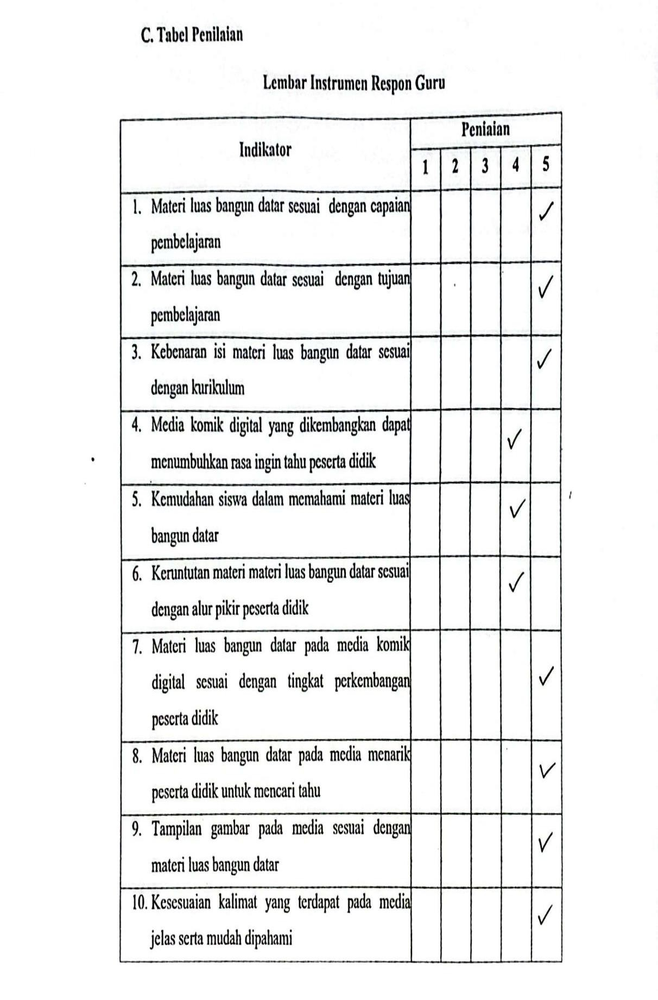 C. Tabel Penilaian
Lembar Instrumen Respon Guru
Indikator
Peniaian
1 2 3 4 5
1. Materi luas bangun datar sesuai dengan capaian
✓
pembelajaran
2. Materi luas bangun datar sesuai dengan tujuan
✓
pembelajaran
3. Kebenaran isi materi luas bangun datar sesuai
✓
dengan kurikulum
4. Media komik digital yang dikembangkan dapat
✓
menumbuhkan rasa ingin tahu peserta didik
5. Kemudahan siswa dalam memahami materi luas
✓
bangun datar
6. Keruntutan materi materi luas bangun datar sesuai
✓
dengan alur pikir peserta didik
7. Materi luas bangun datar pada media komik
digital sesuai dengan tingkat perkembangan
✓
peserta didik
8. Materi luas bangun datar pada media menarik
✓
peserta didik untuk mencari tahu
9. Tampilan gambar pada media sesuai dengan
✓
materi luas bangun datar
10. Kesesuaian kalimat yang terdapat pada media
✓
jelas serta mudah dipahami